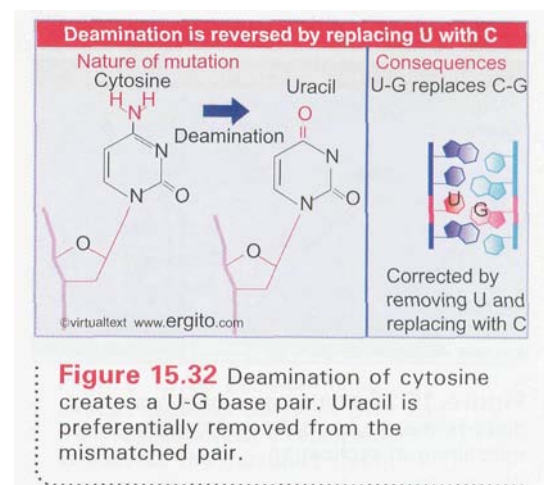 Deamination is reversed by replacing U with C
Nature of mutation
Cytosine
H H
N
N
N
O
O
Deamination
Uracil
O
N
N
O
O
Consequences
U-G replaces C-G
U
G
Corrected by
removing U and
replacing with C
©virtualtext www.ergito.com
Figure 15.32 Deamination of cytosine
creates a U-G base pair. Uracil is
preferentially removed from the
mismatched pair.